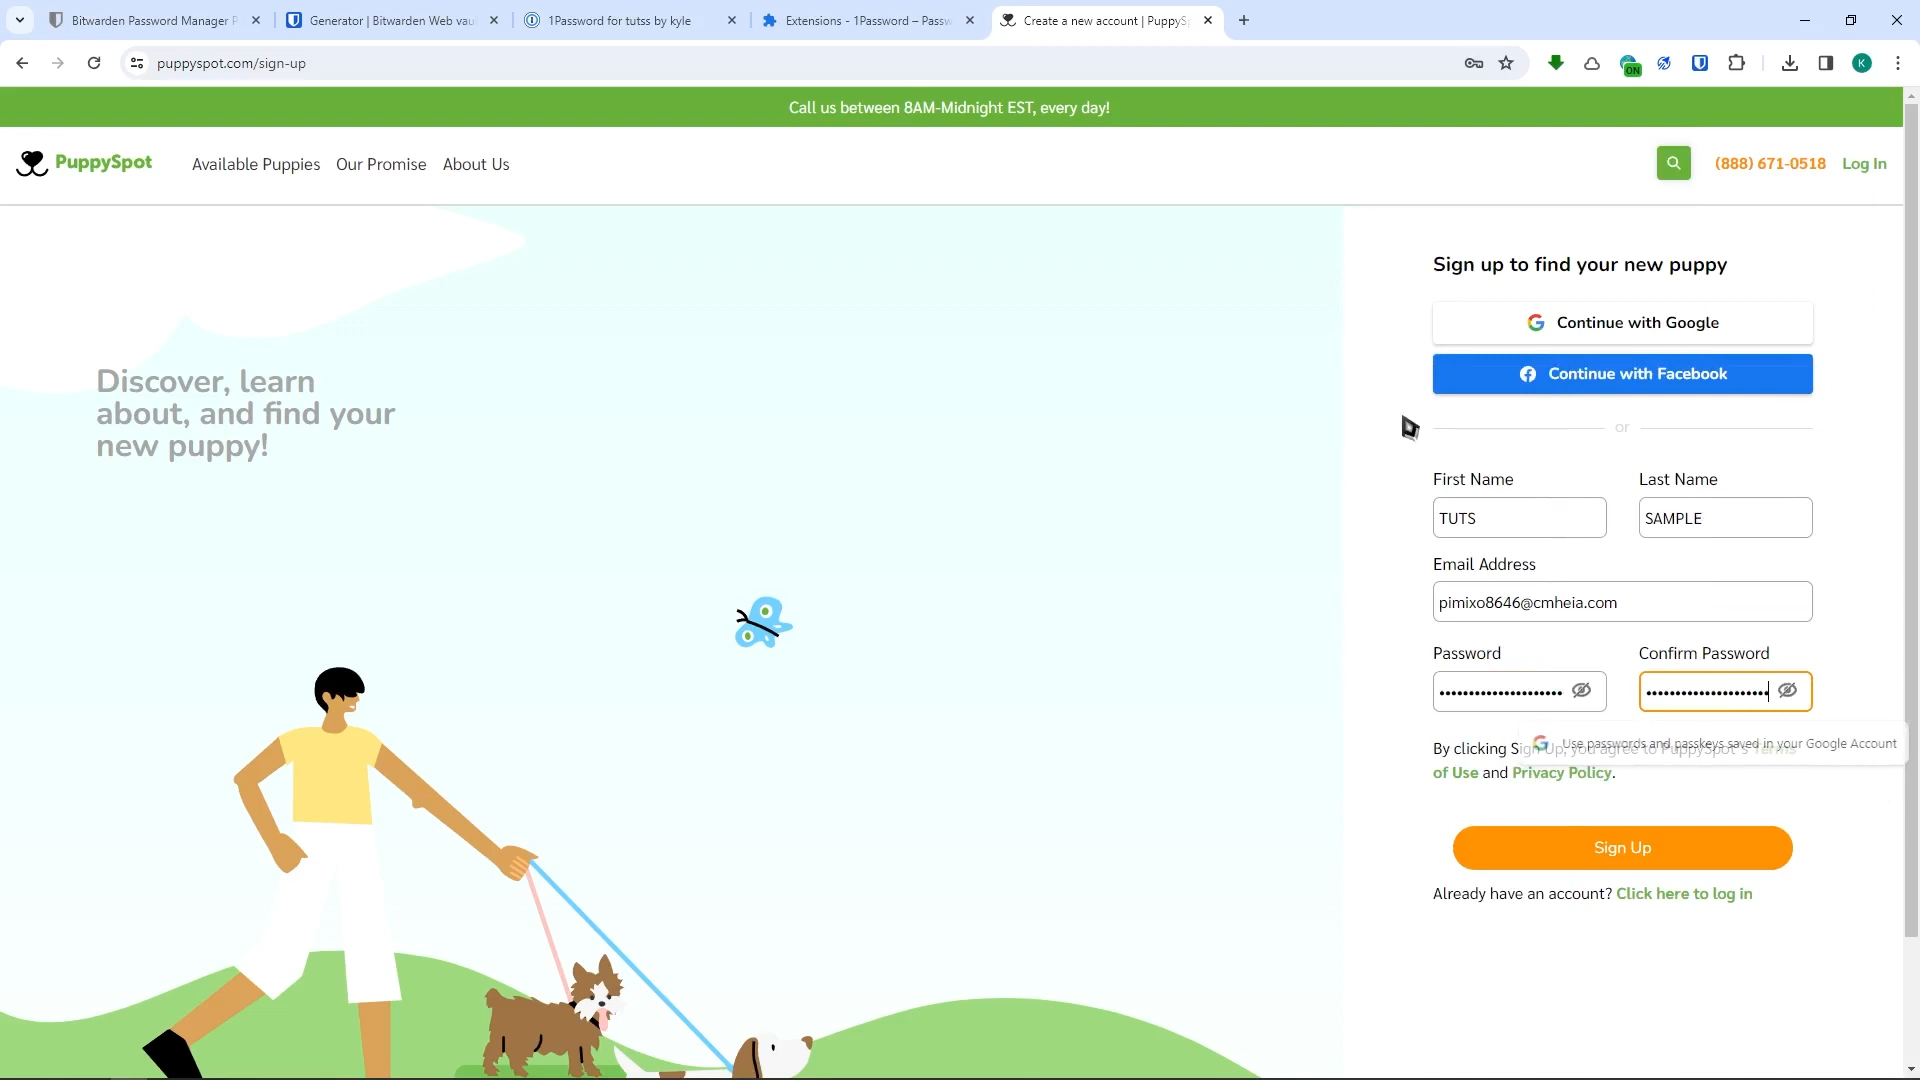 Bitwarden Password Manager P
Generator | Bitwarden Web vau
1Password for tutss by kyle
Extensions - 1Password – Passw
Create a new account | PuppyS
puppyspot.com/sign-up
ON
K
Call us between 8AM-Midnight EST, every day!
PuppySpot
Available Puppies
Our Promise
About Us
(888) 671-0518
Log In
Discover, learn
about, and find your
new puppy!
Sign up to find your new puppy
Continue with Google
Continue with Facebook
or
First Name
Last Name
TUTS
SAMPLE
Email Address
pimixo8646@cmheia.com
Password
Confirm Password
Use passwords and passkeys saved in your Google Account
By clicking Sign Up, you agree to PuppySpot's Terms
of Use and Privacy Policy.
Sign Up
Already have an account? Click here to log in